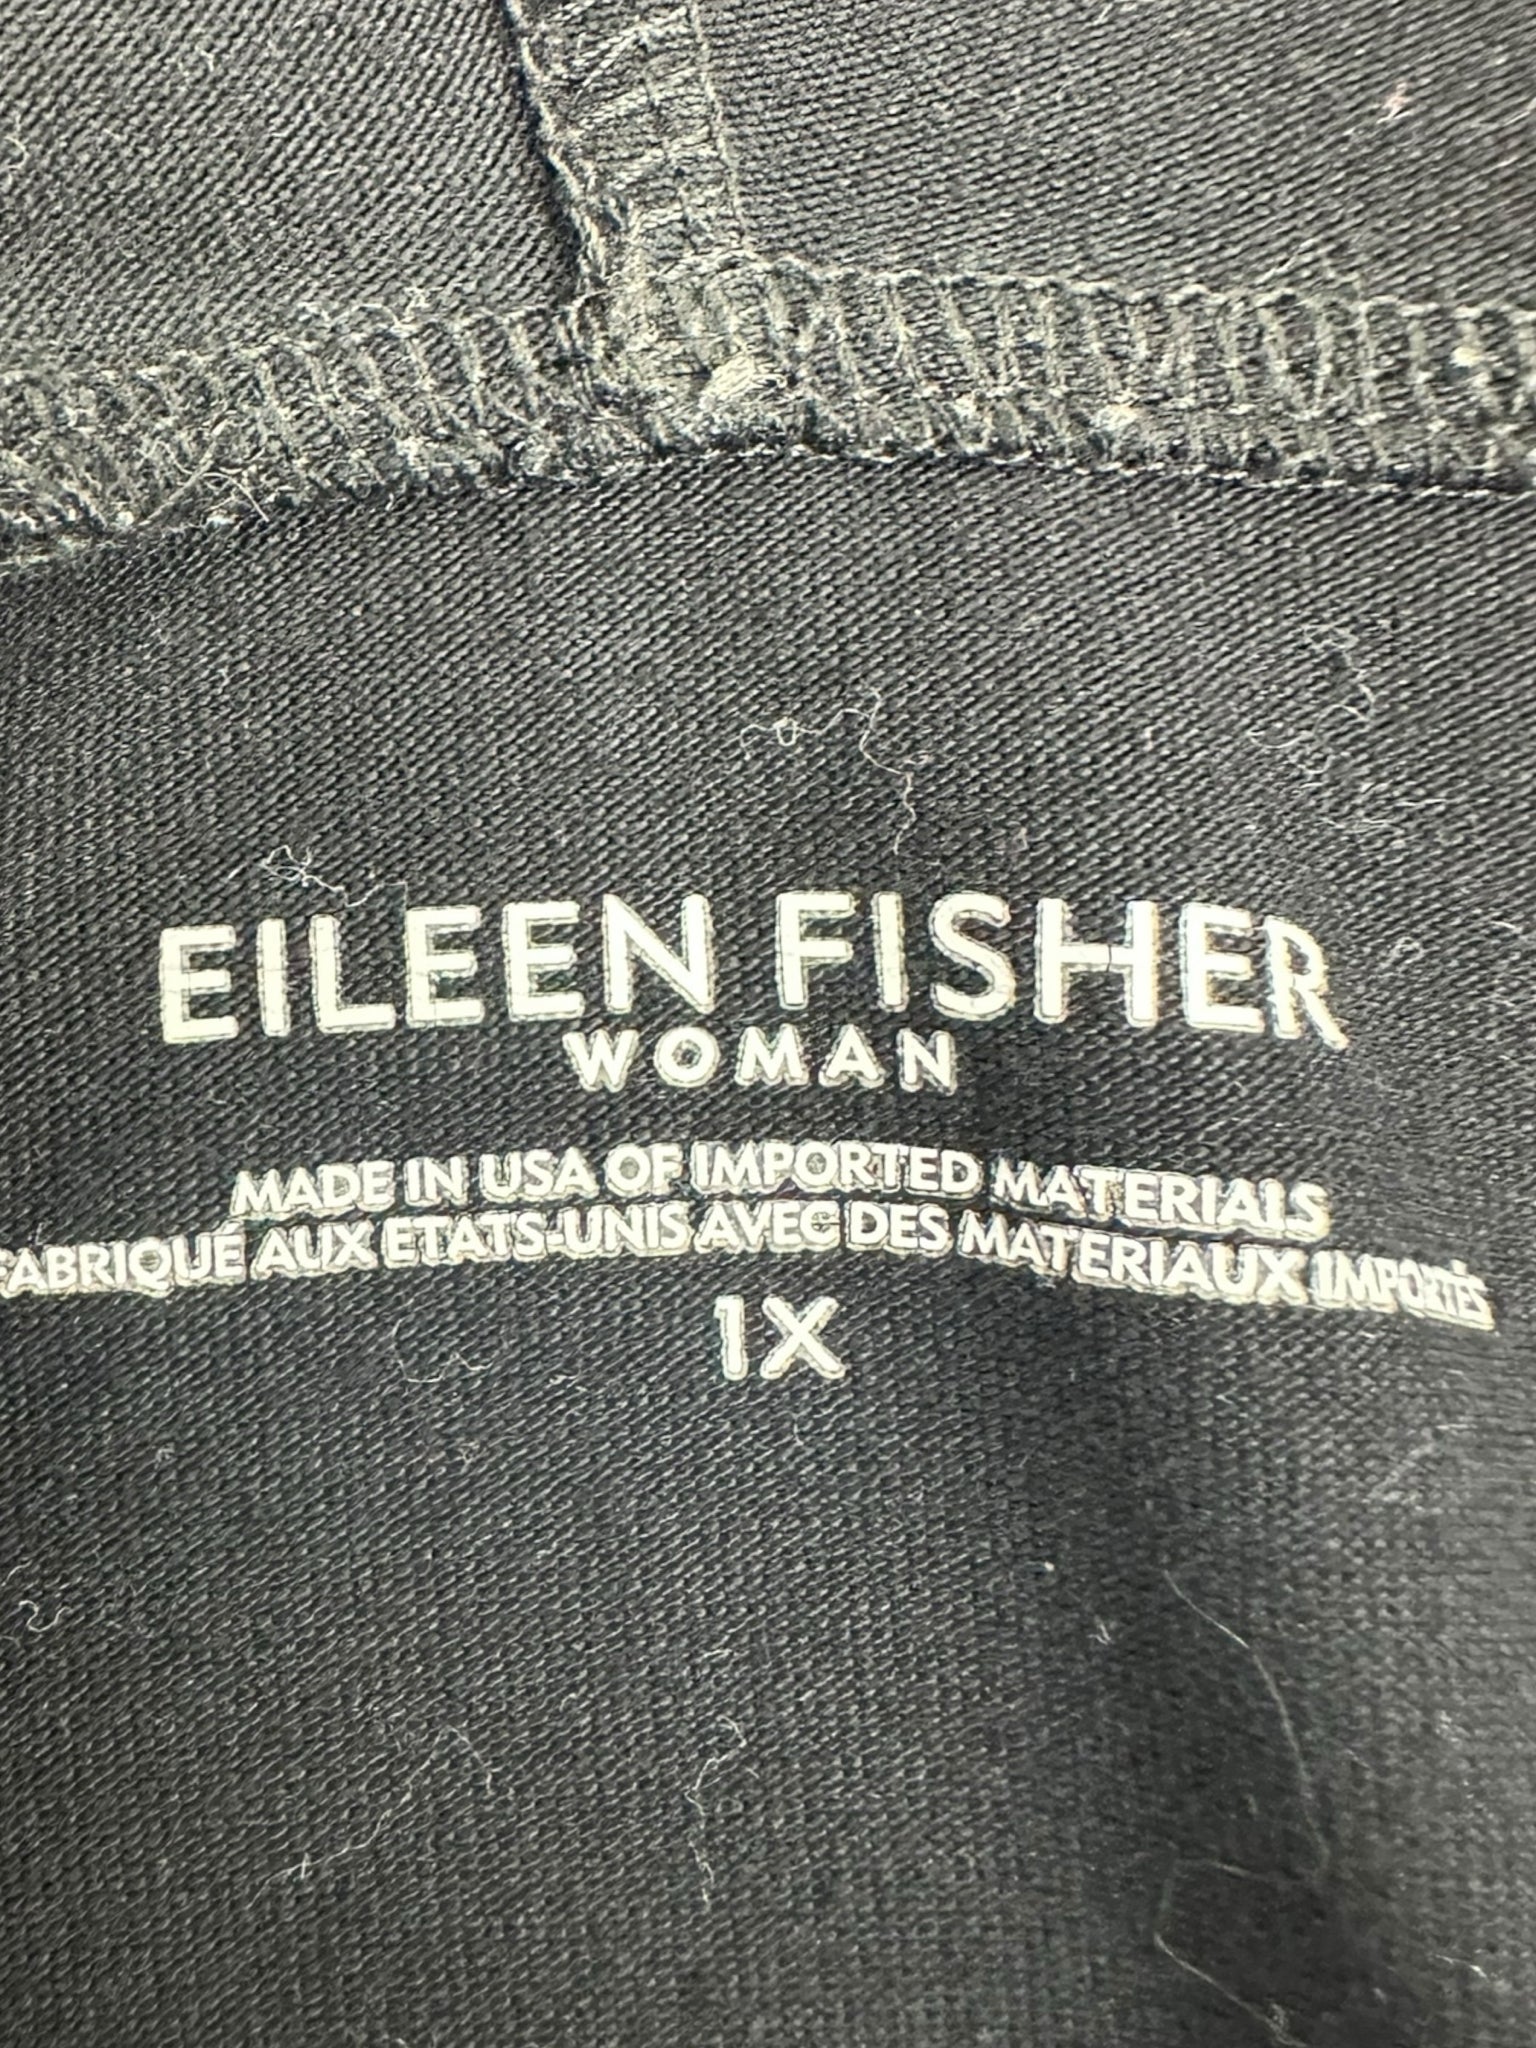 EILEEN FISHER
WOMAN
MADE IN USA OF IMPORTED MATERIALS
FABRIQUÉ AUX ETATS-UNIS AVEC DES MATERIAUX IMPORTÉS
1X